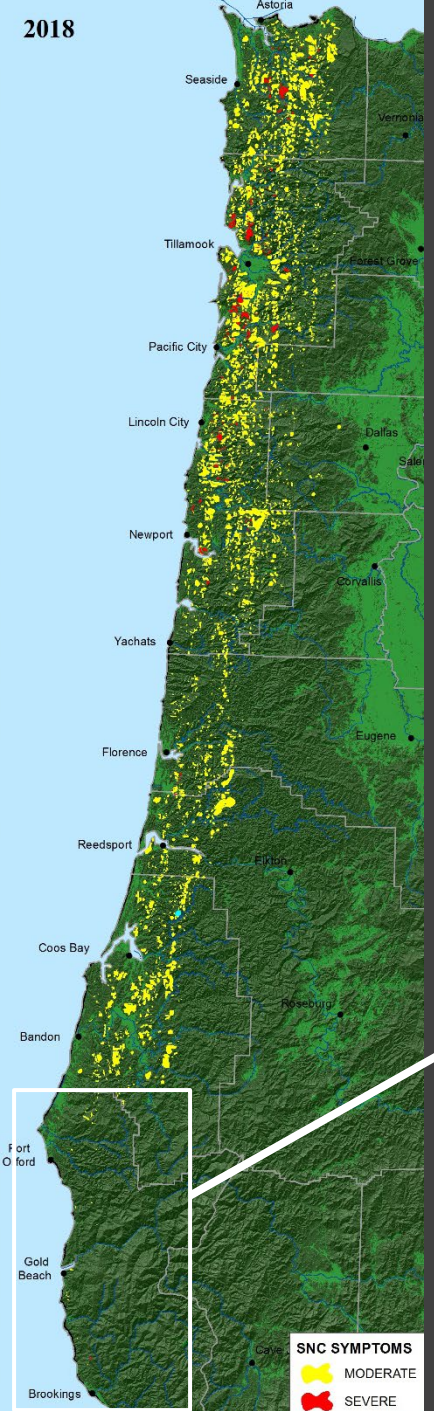 2018
Astoria
Seaside
Vernonia
Tillamook
Forest Grove
Pacific City
Lincoln City
Dallas
Newport
Corvallis
Yachats
Eugene
Florence
Reedsport
Elkton
Coos Bay
Roseburg
Bandon
Port
Orford
Gold
Beach
Brookings
SNC SYMPTOMS
MODERATE
SEVERE